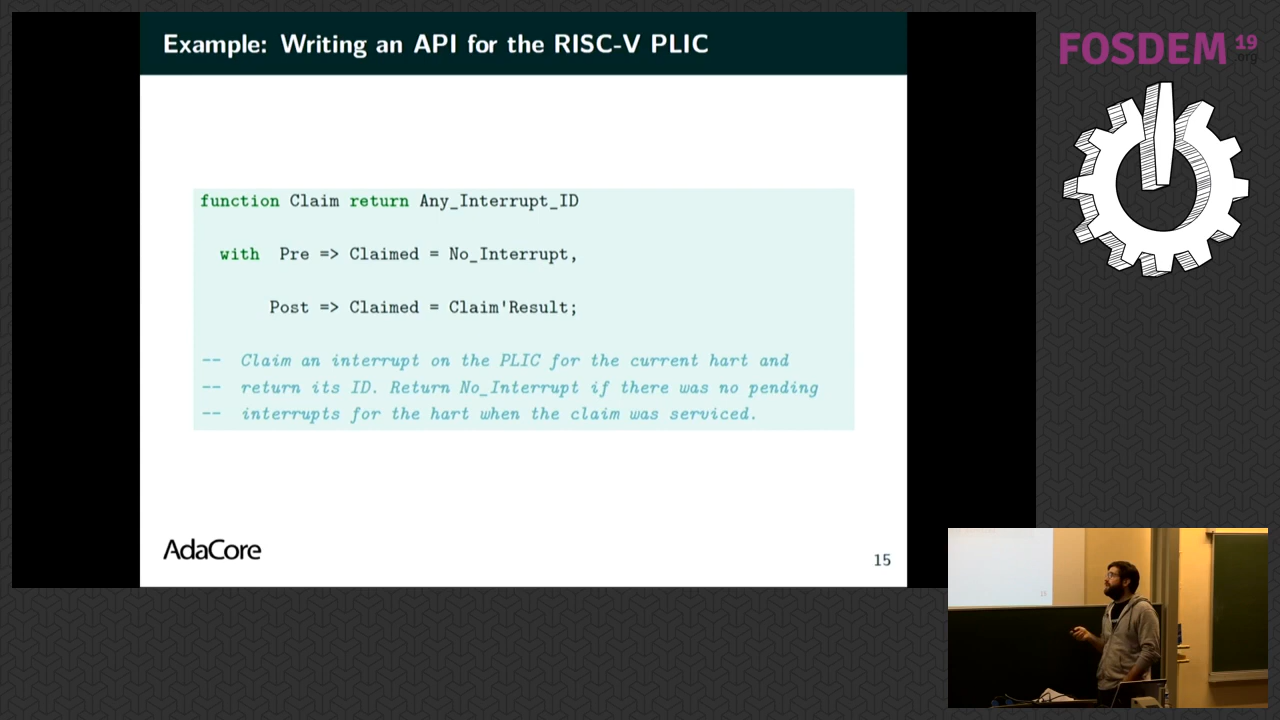 Example: Writing an API for the RISC-V PLIC
FOSDEM 19
.org
function Claim return Any_Interrupt_ID
with Pre => Claimed = No_Interrupt,
Post => Claimed = Claim'Result;
-- Claim an interrupt on the PLIC for the current hart and
-- return its ID. Return No_Interrupt if there was no pending
-- interrupts for the hart when the claim was serviced.
AdaCore
15